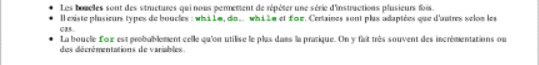 • Les boucles sont des structures qui nous permettent de répéter une série d'instructions plusieurs fois.
• Il existe plusieurs types de boucles : while, do... while et for. Certaines sont plus adaptées que d'autres selon les
cas.
• La boucle for est probablement celle qu'on utilise le plus dans la pratique. On y fait très souvent des incrémentations ou
des décrémentations de variables.